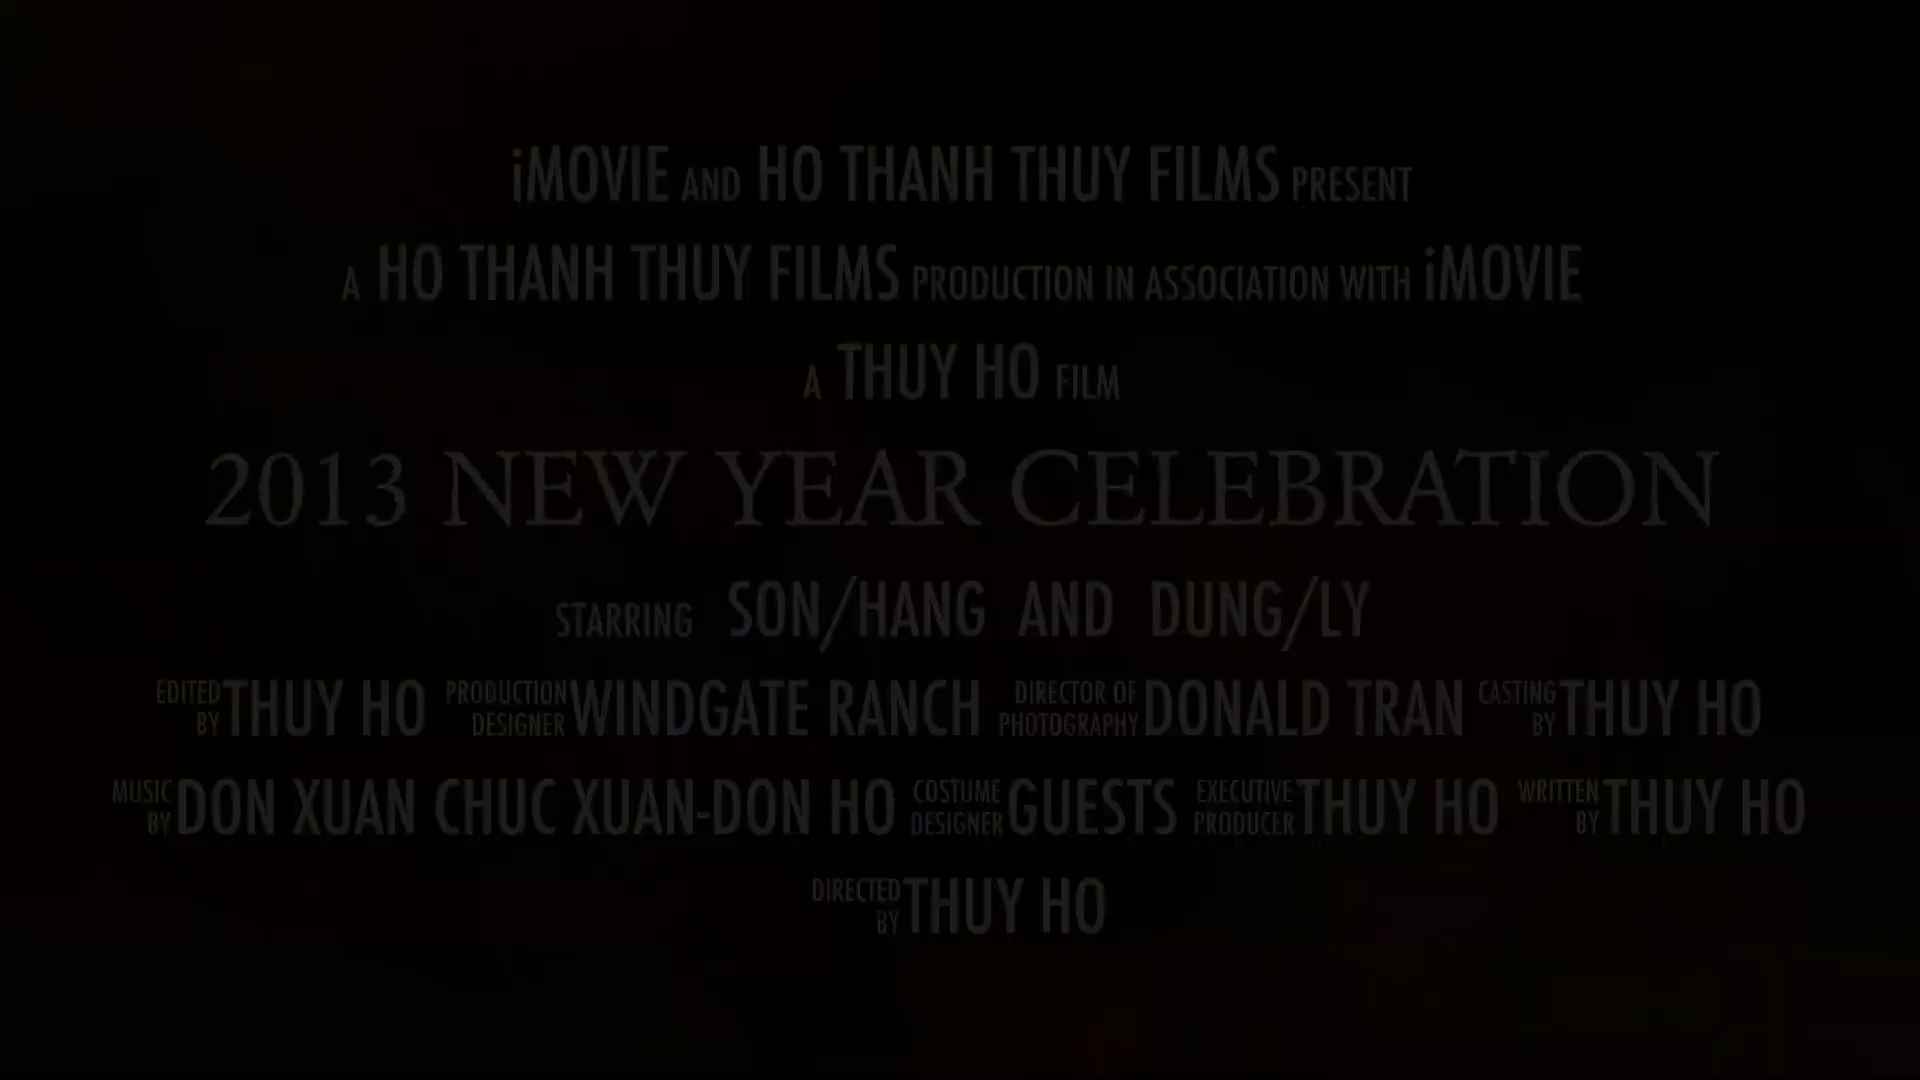 iMOVIE AND HO THANH THUY FILMS PRESENT
A HO THANH THUY FILMS PRODUCTION IN ASSOCIATION WITH iMOVIE
A THUY HO FILM
2013 NEW YEAR CELEBRATION
STARRING SON/HANG AND DUNG/LY
EDITED BY THUY HO PRODUCTION DESIGNER WINDGATE RANCH DIRECTOR OF PHOTOGRAPHY DONALD TRAN CASTING BY THUY HO
MUSIC BY DON XUAN CHUC XUAN-DON HO COSTUME DESIGNER GUESTS EXECUTIVE PRODUCER THUY HO WRITTEN BY THUY HO
DIRECTED BY THUY HO